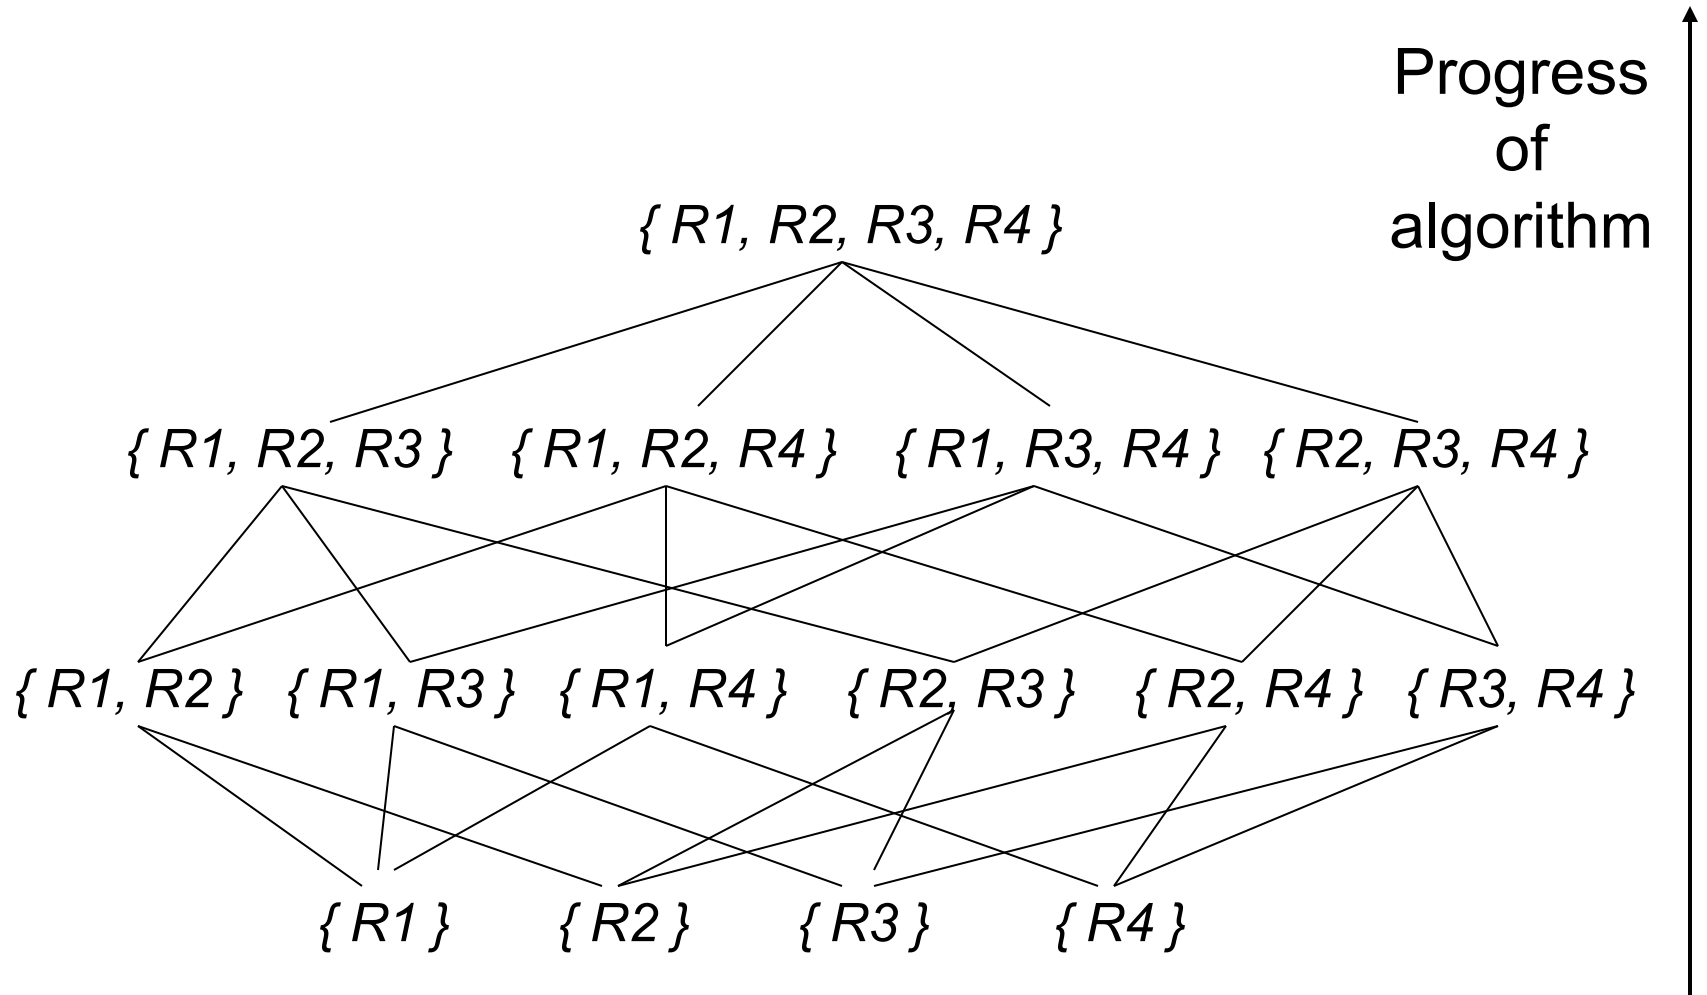 Progress
of
algorithm
{ R1, R2, R3, R4 }
{ R1, R2, R3 } { R1, R2, R4 } { R1, R3, R4 } { R2, R3, R4 }
{ R1, R2 } { R1, R3 } { R1, R4 } { R2, R3 } { R2, R4 } { R3, R4 }
{ R1 } { R2 } { R3 } { R4 }